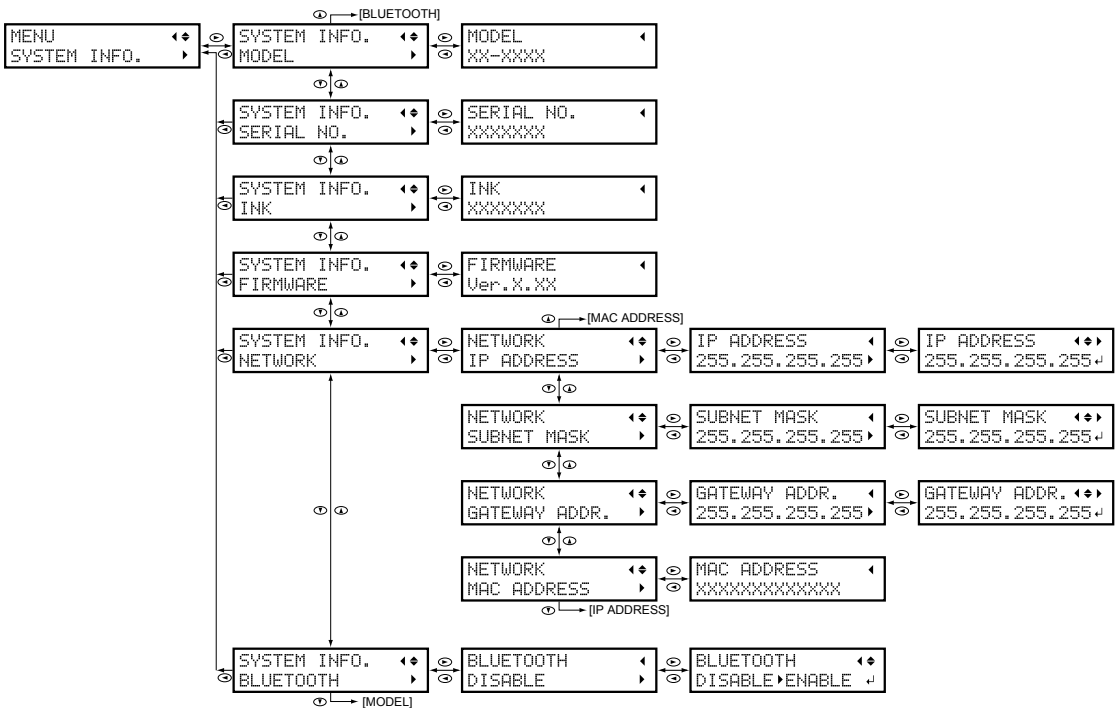 [BLUETOOTH]
MENU
SYSTEM INFO.
SYSTEM INFO.
MODEL
MODEL
XX-XXXX
SYSTEM INFO.
SERIAL NO.
SERIAL NO.
XXXXXXX
SYSTEM INFO.
INK
INK
XXXXXXX
SYSTEM INFO.
FIRMWARE
FIRMWARE
Ver.X.XX
[MAC ADDRESS]
SYSTEM INFO.
NETWORK
NETWORK
IP ADDRESS
IP ADDRESS
255.255.255.255
IP ADDRESS
255.255.255.255
NETWORK
SUBNET MASK
SUBNET MASK
255.255.255.255
SUBNET MASK
255.255.255.255
NETWORK
GATEWAY ADDR.
GATEWAY ADDR.
255.255.255.255
GATEWAY ADDR.
255.255.255.255
NETWORK
MAC ADDRESS
MAC ADDRESS
XXXXXXXXXXXXX
[IP ADDRESS]
SYSTEM INFO.
BLUETOOTH
BLUETOOTH
DISABLE
BLUETOOTH
DISABLE ENABLE
[MODEL]